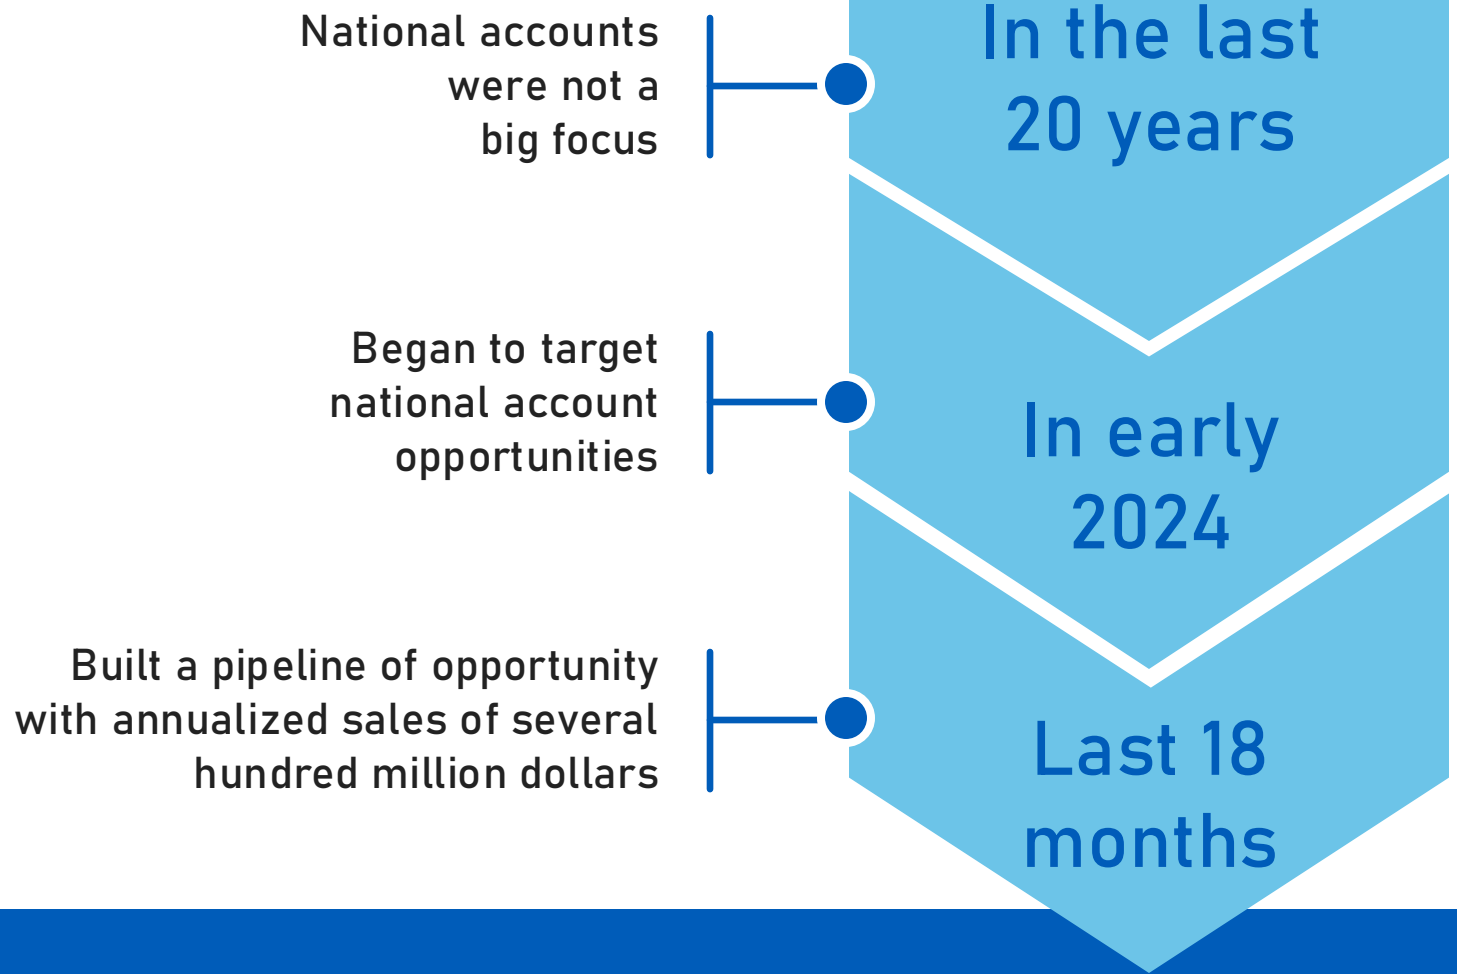 National accounts
were not a
big focus
In the last
20 years
Began to target
national account
opportunities
In early
2024
Built a pipeline of opportunity
with annualized sales of several
hundred million dollars
Last 18
months